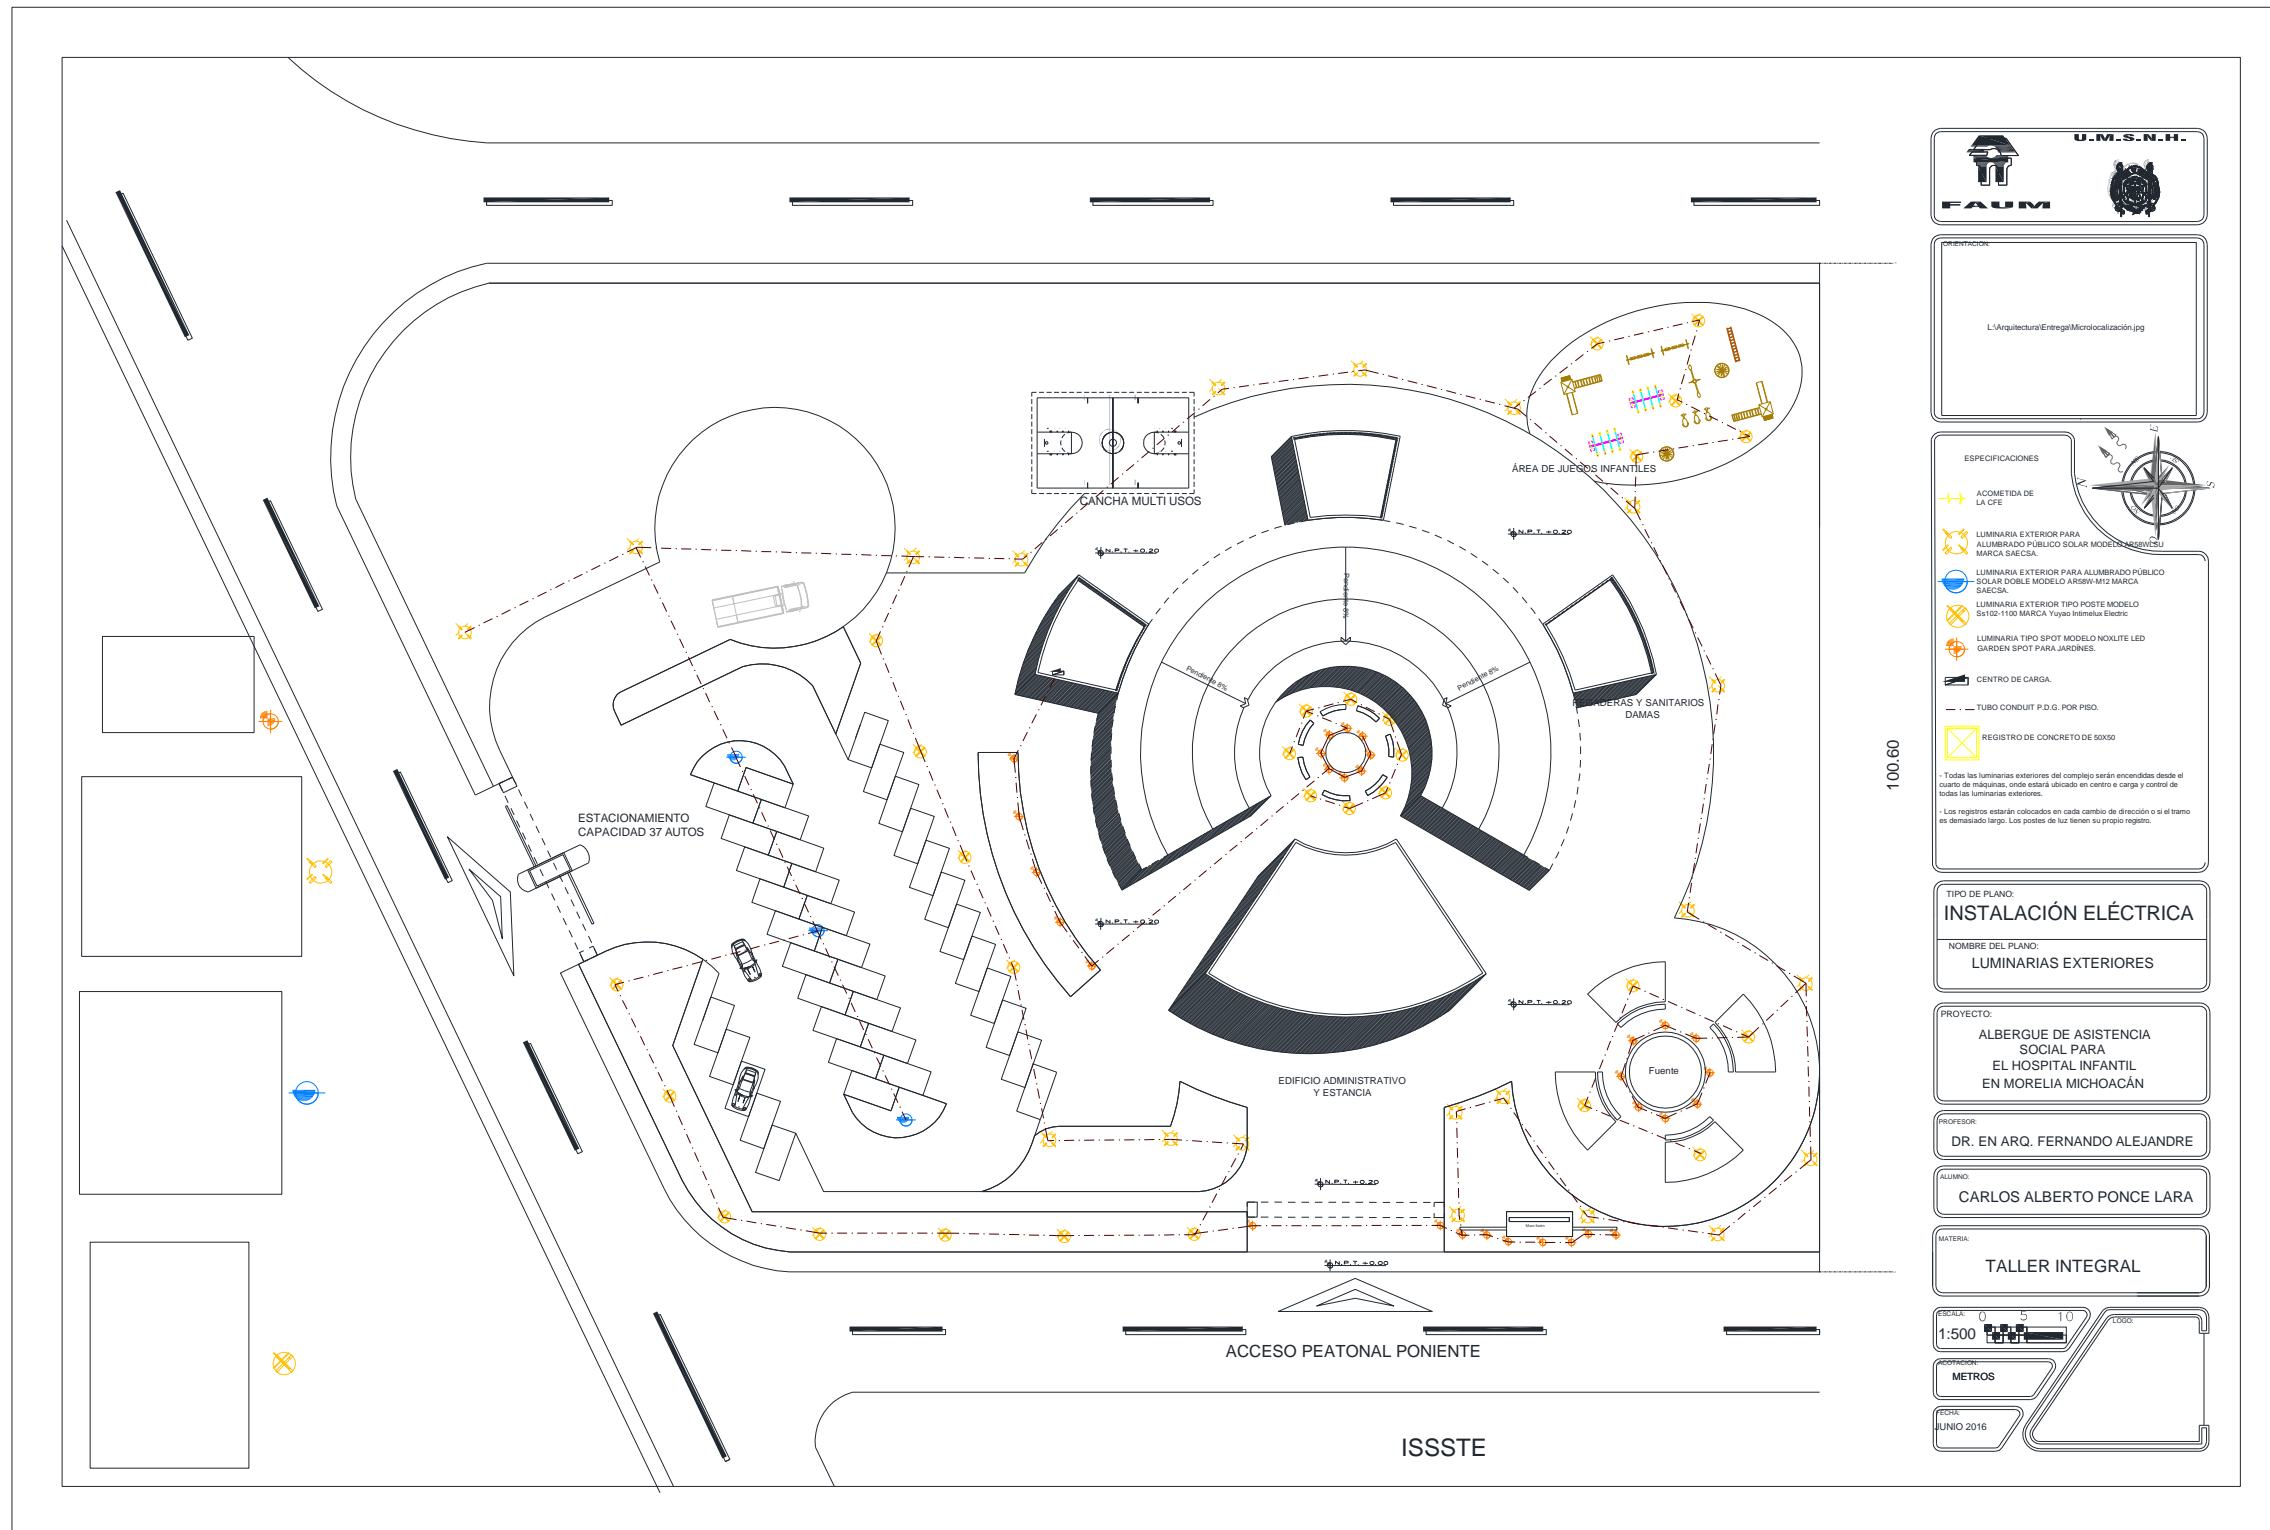 U.M.S.N.H.
FAUM
ORIENTACIÓN:
L:\Arquitectura\Entrega\Microlocalización.jpg
ESPECIFICACIONES
E
N
S
ACOMETIDA DE
LA CFE
LUMINARIA EXTERIOR PARA
ALUMBRADO PÚBLICO SOLAR MODELO AR58WLSU
MARCA SAECSA.
LUMINARIA EXTERIOR PARA ALUMBRADO PÚBLICO
SOLAR DOBLE MODELO AR58W-M12 MARCA
SAECSA.
LUMINARIA EXTERIOR TIPO POSTE MODELO
Ss102-1100 MARCA Yuyao Intimelux Electric
LUMINARIA TIPO SPOT MODELO NOXLITE LED
GARDEN SPOT PARA JARDÍNES.
CENTRO DE CARGA.
TUBO CONDUIT P.D.G. POR PISO.
REGISTRO DE CONCRETO DE 50X50
- Todas las luminarias exteriores del complejo serán encendidas desde el
cuarto de máquinas, onde estará ubicado en centro e carga y control de
todas las luminarias exteriores.
- Los registros estarán colocados en cada cambio de dirección o si el tramo
es demasiado largo. Los postes de luz tienen su propio registro.
TIPO DE PLANO:
INSTALACIÓN ELÉCTRICA
NOMBRE DEL PLANO:
LUMINARIAS EXTERIORES
PROYECTO:
ALBERGUE DE ASISTENCIA
SOCIAL PARA
EL HOSPITAL INFANTIL
EN MORELIA MICHOACÁN
PROFESOR:
DR. EN ARQ. FERNANDO ALEJANDRE
ALUMNO:
CARLOS ALBERTO PONCE LARA
MATERIA:
TALLER INTEGRAL
ESCALA:
1:500
0 5 10
LOGO:
ACOTACIÓN:
METROS
FECHA:
JUNIO 2016
CANCHA MULTI USOS
ÁREA DE JUEGOS INFANTILES
N.P.T. +0.20
N.P.T. +0.20
Pendiente 8%
Pendiente 8%
Pendiente 8%
REGADERAS Y SANITARIOS
DAMAS
100.60
ESTACIONAMIENTO
CAPACIDAD 37 AUTOS
N.P.T. +0.20
N.P.T. +0.20
Fuente
EDIFICIO ADMINISTRATIVO
Y ESTANCIA
N.P.T. +0.20
N.P.T. +0.00
ACCESO PEATONAL PONIENTE
ISSSTE